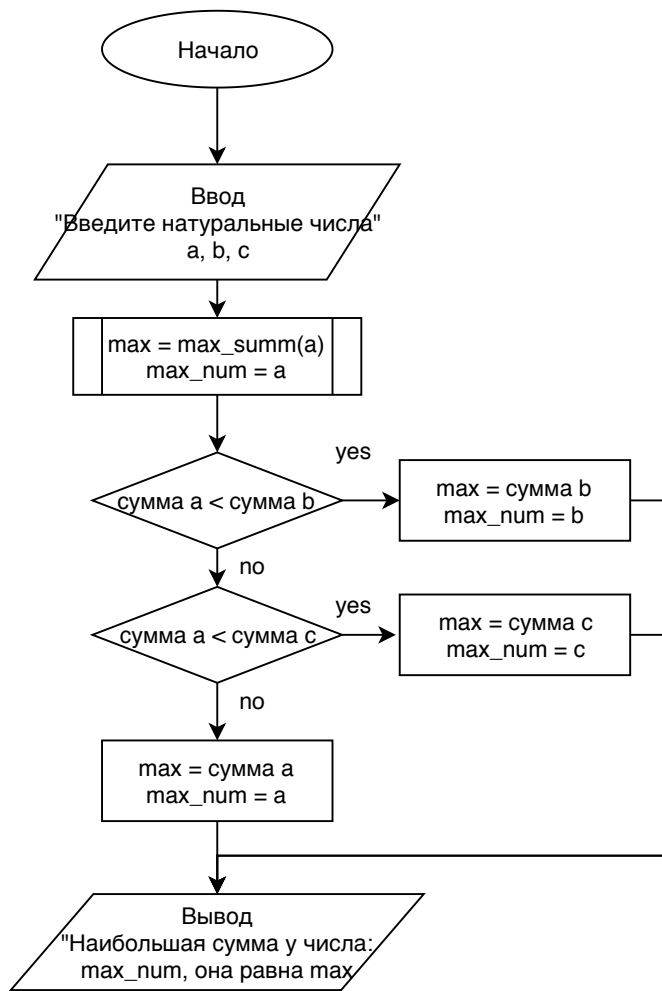 Начало
Ввод
"Введите натуральные числа"
a, b, c
max = max_summ(a)
max_num = a
yes
сумма a < сумма b
max = сумма b
max_num = b
no
yes
сумма a < сумма c
max = сумма c
max_num = c
no
max = сумма a
max_num = a
Вывод
"Наибольшая сумма у числа:
max_num, она равна max